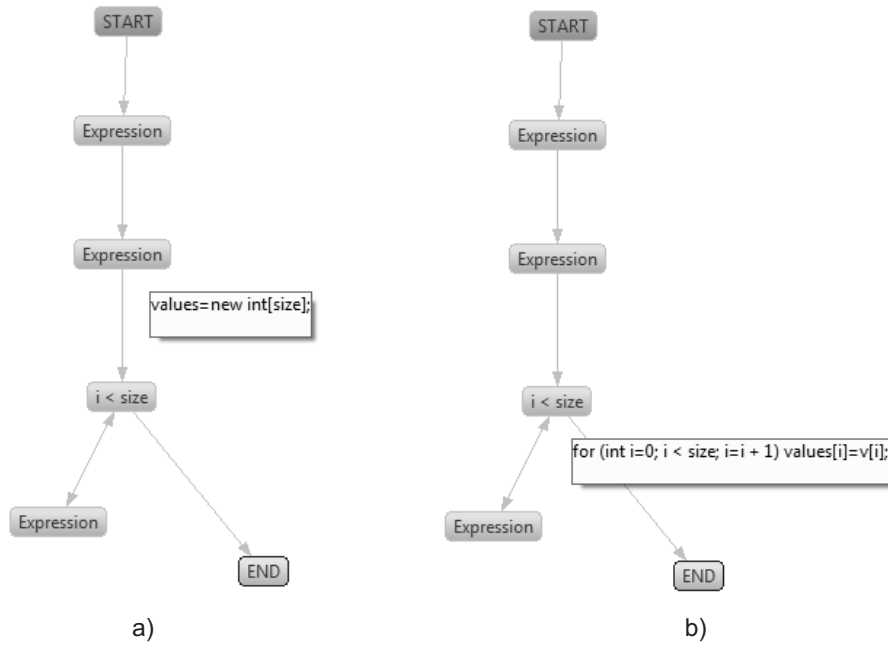 START
Expression
Expression
values=new int[size];
i < size
Expression
END
a)
START
Expression
Expression
i < size
for (int i=0; i < size; i=i + 1) values[i]=v[i];
Expression
END
b)